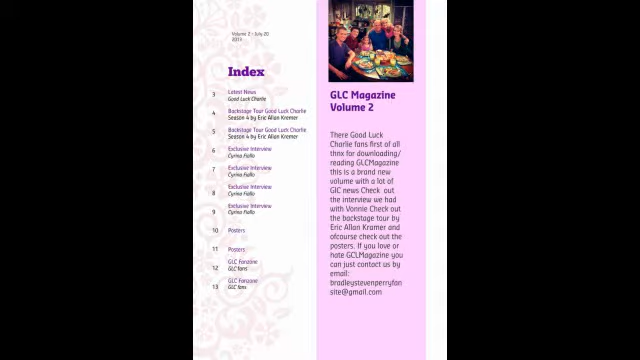 Volume 2 - July 20
2013
Index
3 Latest News
Good Luck Charlie
4 Backstage Tour Good Luck Charlie
Season 4 by Eric Allan Kremer
5 Backstage Tour Good Luck Charlie
Season 4 by Eric Allan Kremer
6 Exclusive Interview
Cyrina Fiallo
7 Exclusive Interview
Cyrina Fiallo
8 Exclusive Interview
Cyrina Fiallo
9 Exclusive Interview
Cyrina Fiallo
10 Posters
11 Posters
12 GLC Fanzone
GLC fans
13 GLC Fanzone
GLC fans
GLC Magazine
Volume 2
There Good Luck
Charlie fans first of all
thnx for downloading/
reading GLCMagazine
this is a brand new
volume with a lot of
GlC news Check out
the interview we had
with Vonnie Check out
the backstage tour by
Eric Allan Kramer and
ofcourse check out the
posters. If you love or
hate GCLMagazine you
can just contact us by
email:
bradleystevenperryfan
site@gmail.com